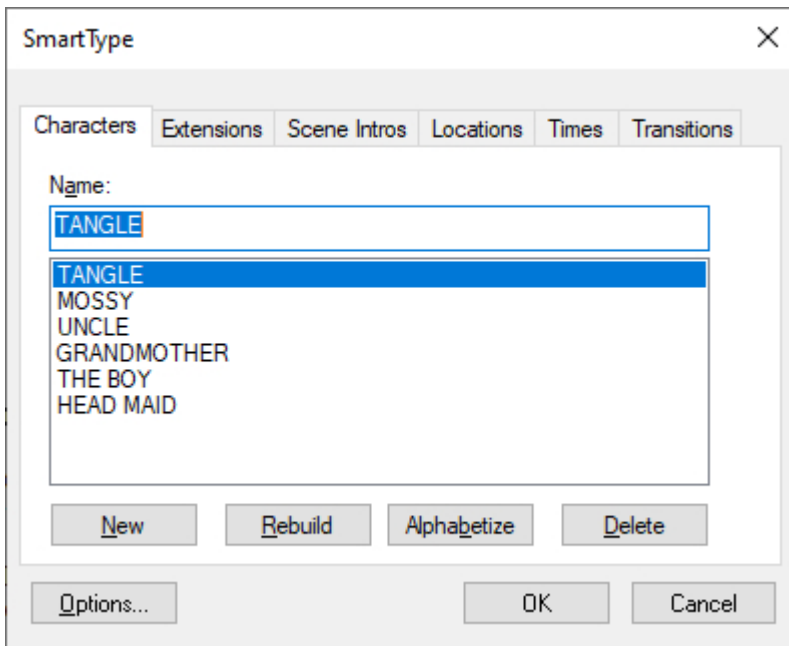 SmartType
Characters Extensions Scene Intros Locations Times Transitions
Name:
TANGLE
TANGLE
MOSSY
UNCLE
GRANDMOTHER
THE BOY
HEAD MAID
New Rebuild Alphabetize Delete
Options... OK Cancel